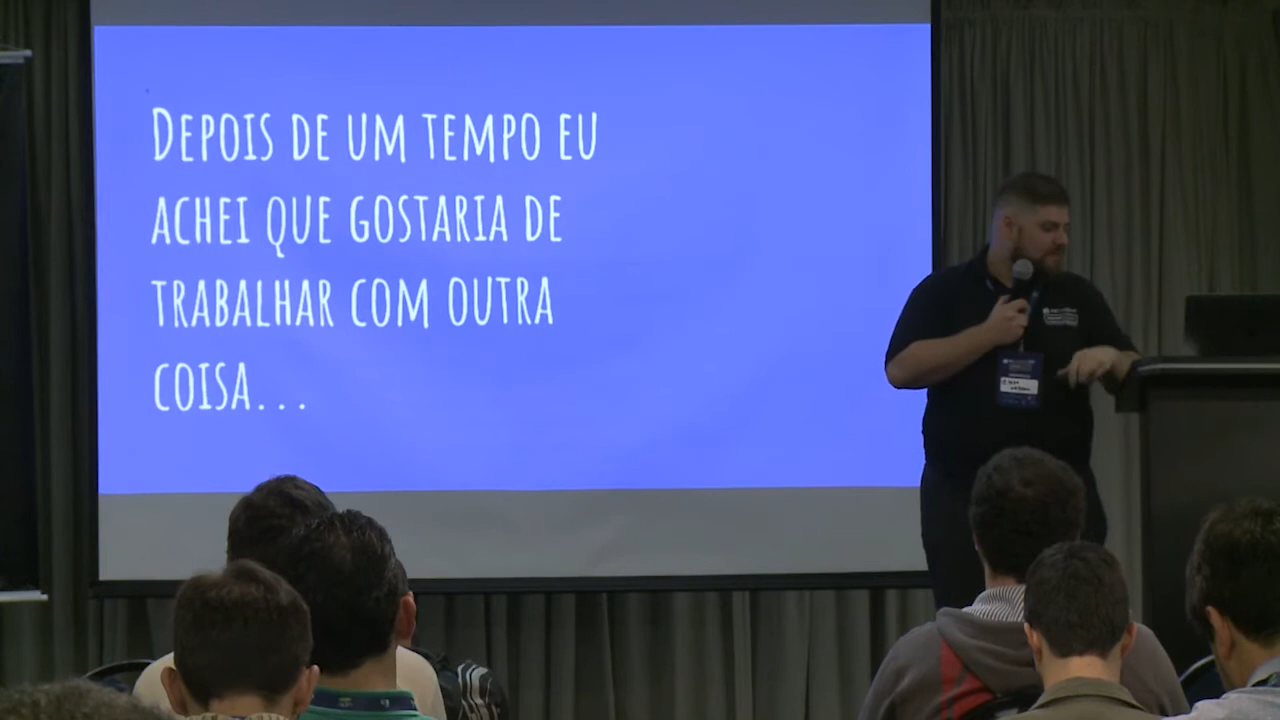 DEPOIS DE UM TEMPO EU
ACHEI QUE GOSTARIA DE
TRABALHAR COM OUTRA
COISA...